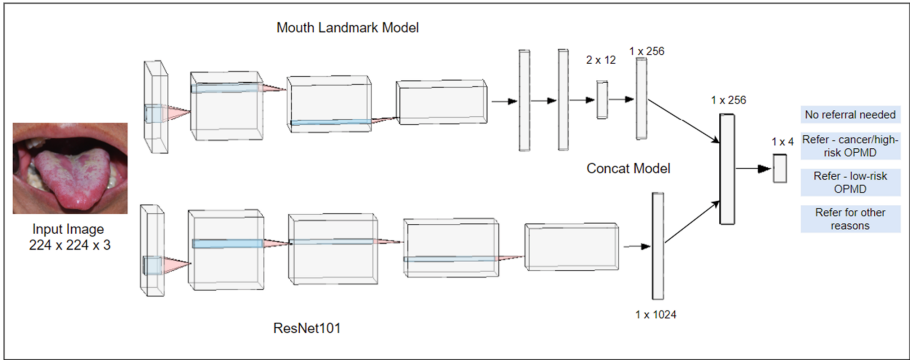 Mouth Landmark Model
2 x 12
1 x 256
1 x 256
No referral needed
1 x 4
Refer - cancer/high-
risk OPMD
Concat Model
Refer - low-risk
OPMD
Refer for other
reasons
Input Image
224 x 224 x 3
ResNet101
1 x 1024